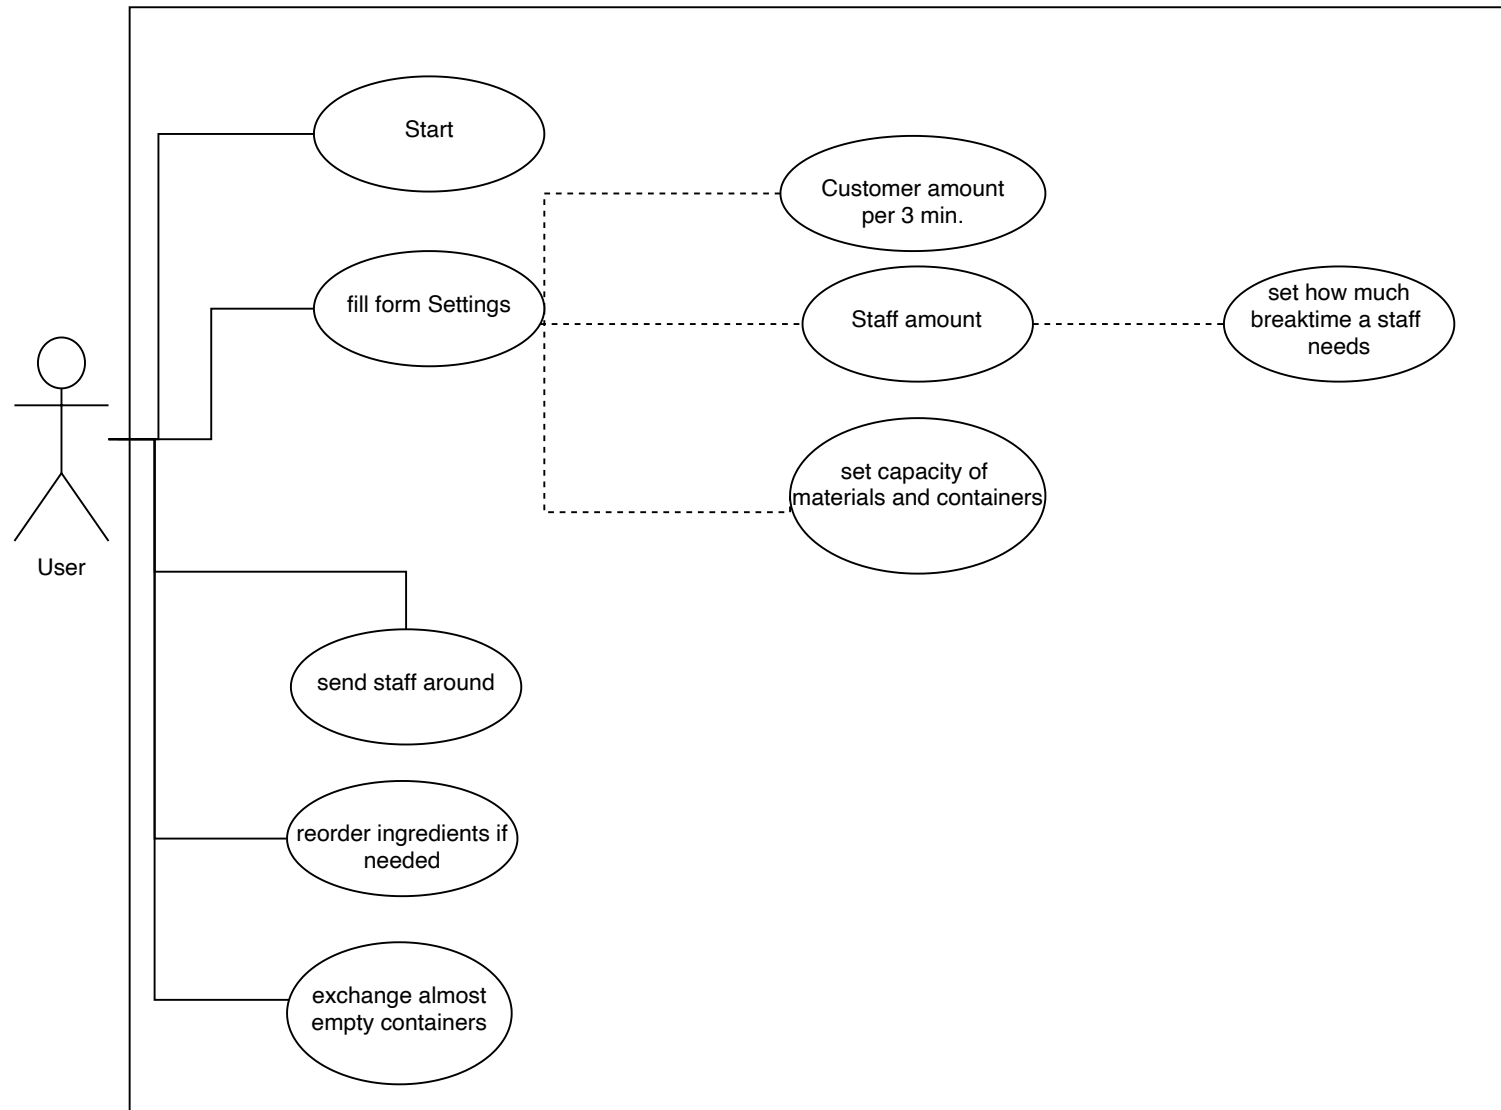 Start
Customer amount
per 3 min.
fill form Settings
Staff amount
set how much
breaktime a staff
needs
set capacity of
materials and containers
User
send staff around
reorder ingredients if
needed
exchange almost
empty containers